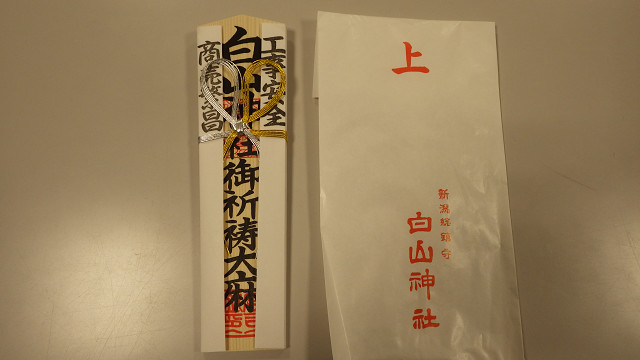 工事安全
白山神社御祈祷大麻
商売繁昌
上
新潟総鎮守
白山神社